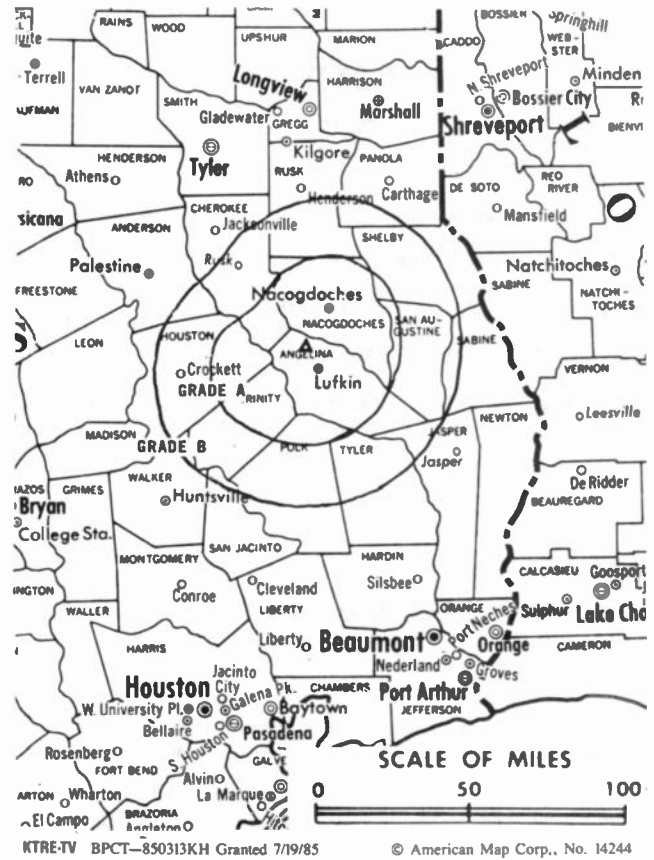 RAINS
WOOD
UPSHUR
MARION
CADDO
BOSSIER
WEB-
STER
Springhill
Terrell
VAN ZANDT
SMITH
Longview
HARRISON
Marshall
N. Shreveport
Minden
Bossier City
Gladewater
GREGG
Shreveport
Tyler
Kilgore
HENDERSON
RUSK
PANOLA
Athens
Henderson
Carthage
DE SOTO
RED
RIVER
CHEROKEE
Mansfield
ANDERSON
Jacksonville
SHELBY
Palestine
Rusk
Natchitoches
FREESTONE
Nacogdoches
SABINE
NATCHI-
TOCHES
NACOGDOCHES
SAN AU-
GUSTINE
LEON
HOUSTON
SABINE
ANGELINA
VERNON
Crockett
Lufkin
GRADE A
TRINITY
Leesville
MADISON
NEWTON
GRADE B
POLK
TYLER
JASPER
Jasper
WALKER
De Ridder
GRIMES
Huntsville
BEAUREGARD
Bryan
College Sta.
SAN JACINTO
MONTGOMERY
HARDIN
CALCASIEU
Goosport
Conroe
Cleveland
Silsbee
WALLER
LIBERTY
ORANGE
Sulphur
Lake Cha
Port Neches
HARRIS
Liberty
Beaumont
Orange
CAMERON
Nederland
Groves
Jacinto
City
Houston
Galena Pk.
CHAMBERS
Port Arthur
W. University Pl.
Baytown
JEFFERSON
Bellaire
Pasadena
S. Houston
Rosenberg
FORT BEND
SCALE OF MILES
Alvin
0 50 100
Wharton
La Marque
El Campo
BRAZORIA
Angleton
KTRE-TV BPCT—850313KH Granted 7/19/85 © American Map Corp., No. 14244